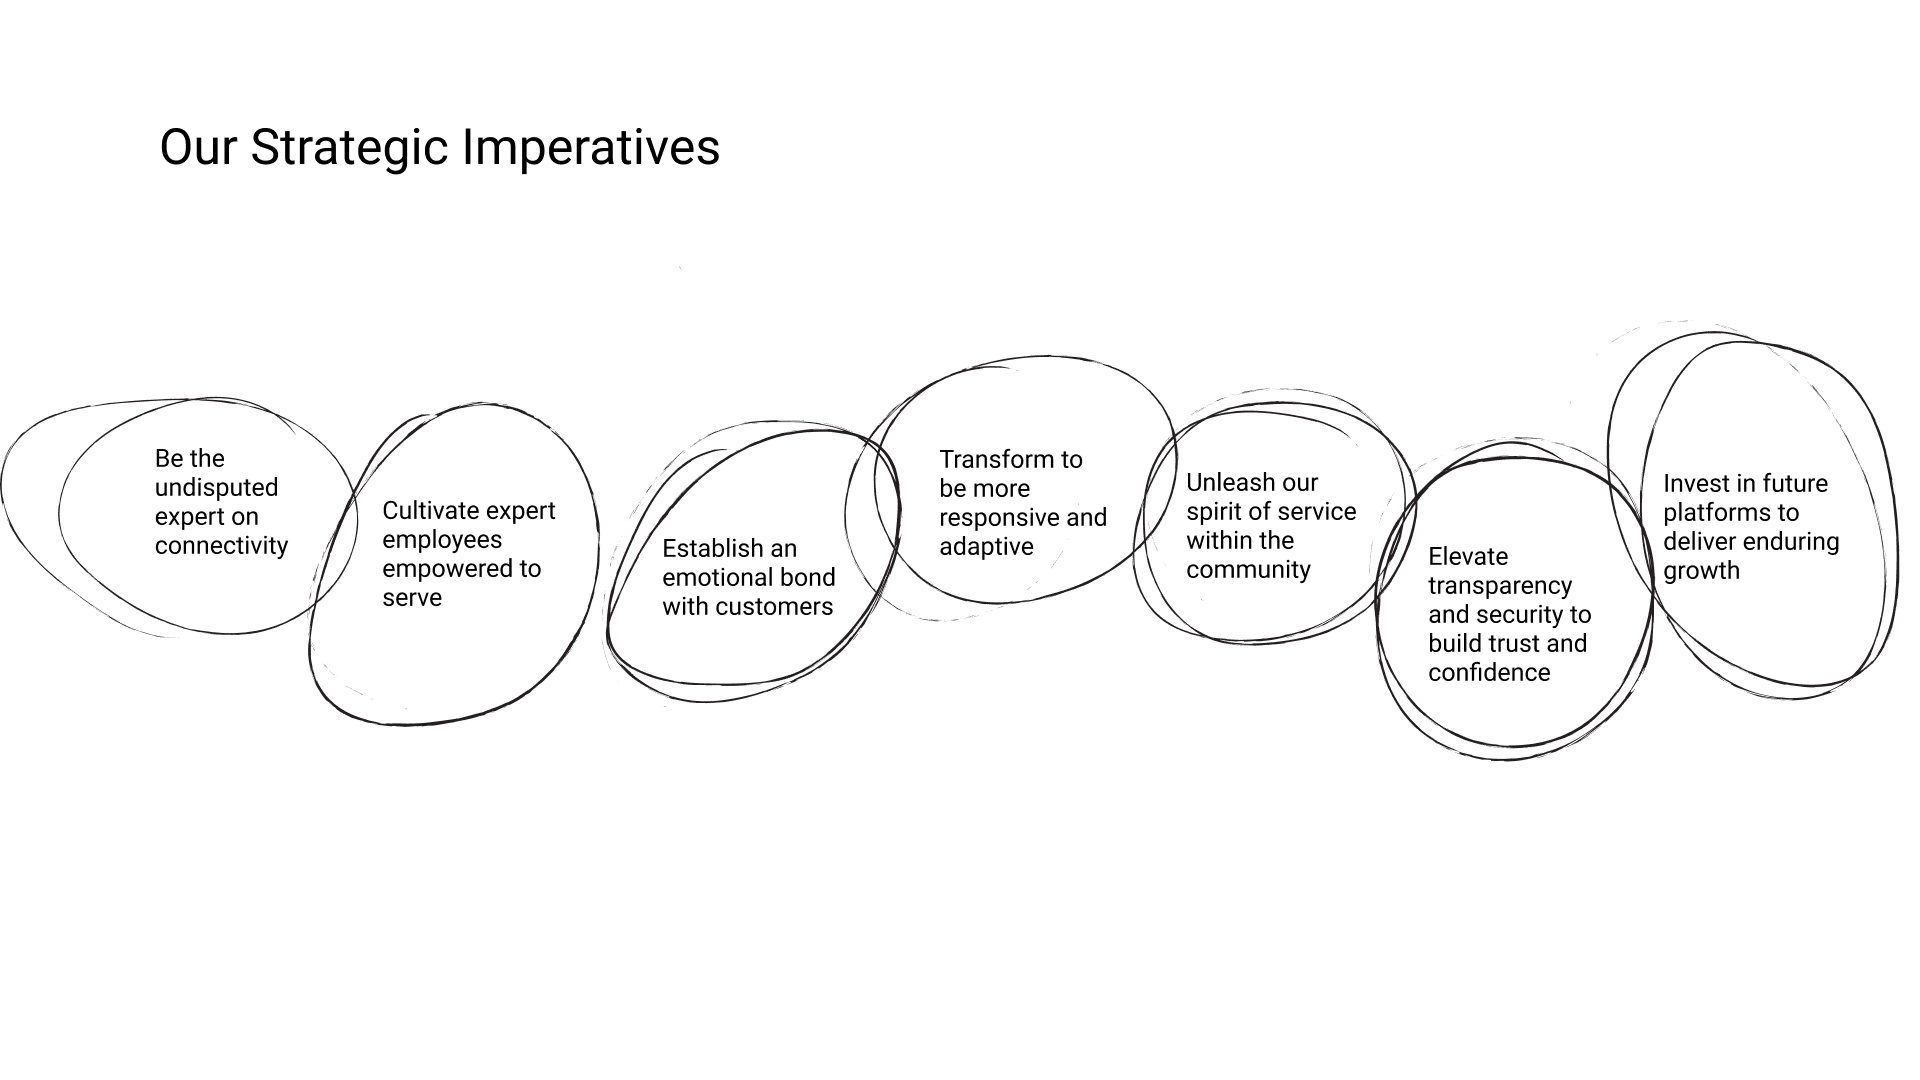 Our Strategic Imperatives
Be the
undisputed
expert on
connectivity
Cultivate expert
employees
empowered to
serve
Establish an
emotional bond
with customers
Transform to
be more
responsive and
adaptive
Unleash our
spirit of service
within the
community
Elevate
transparency
and security to
build trust and
confidence
Invest in future
platforms to
deliver enduring
growth